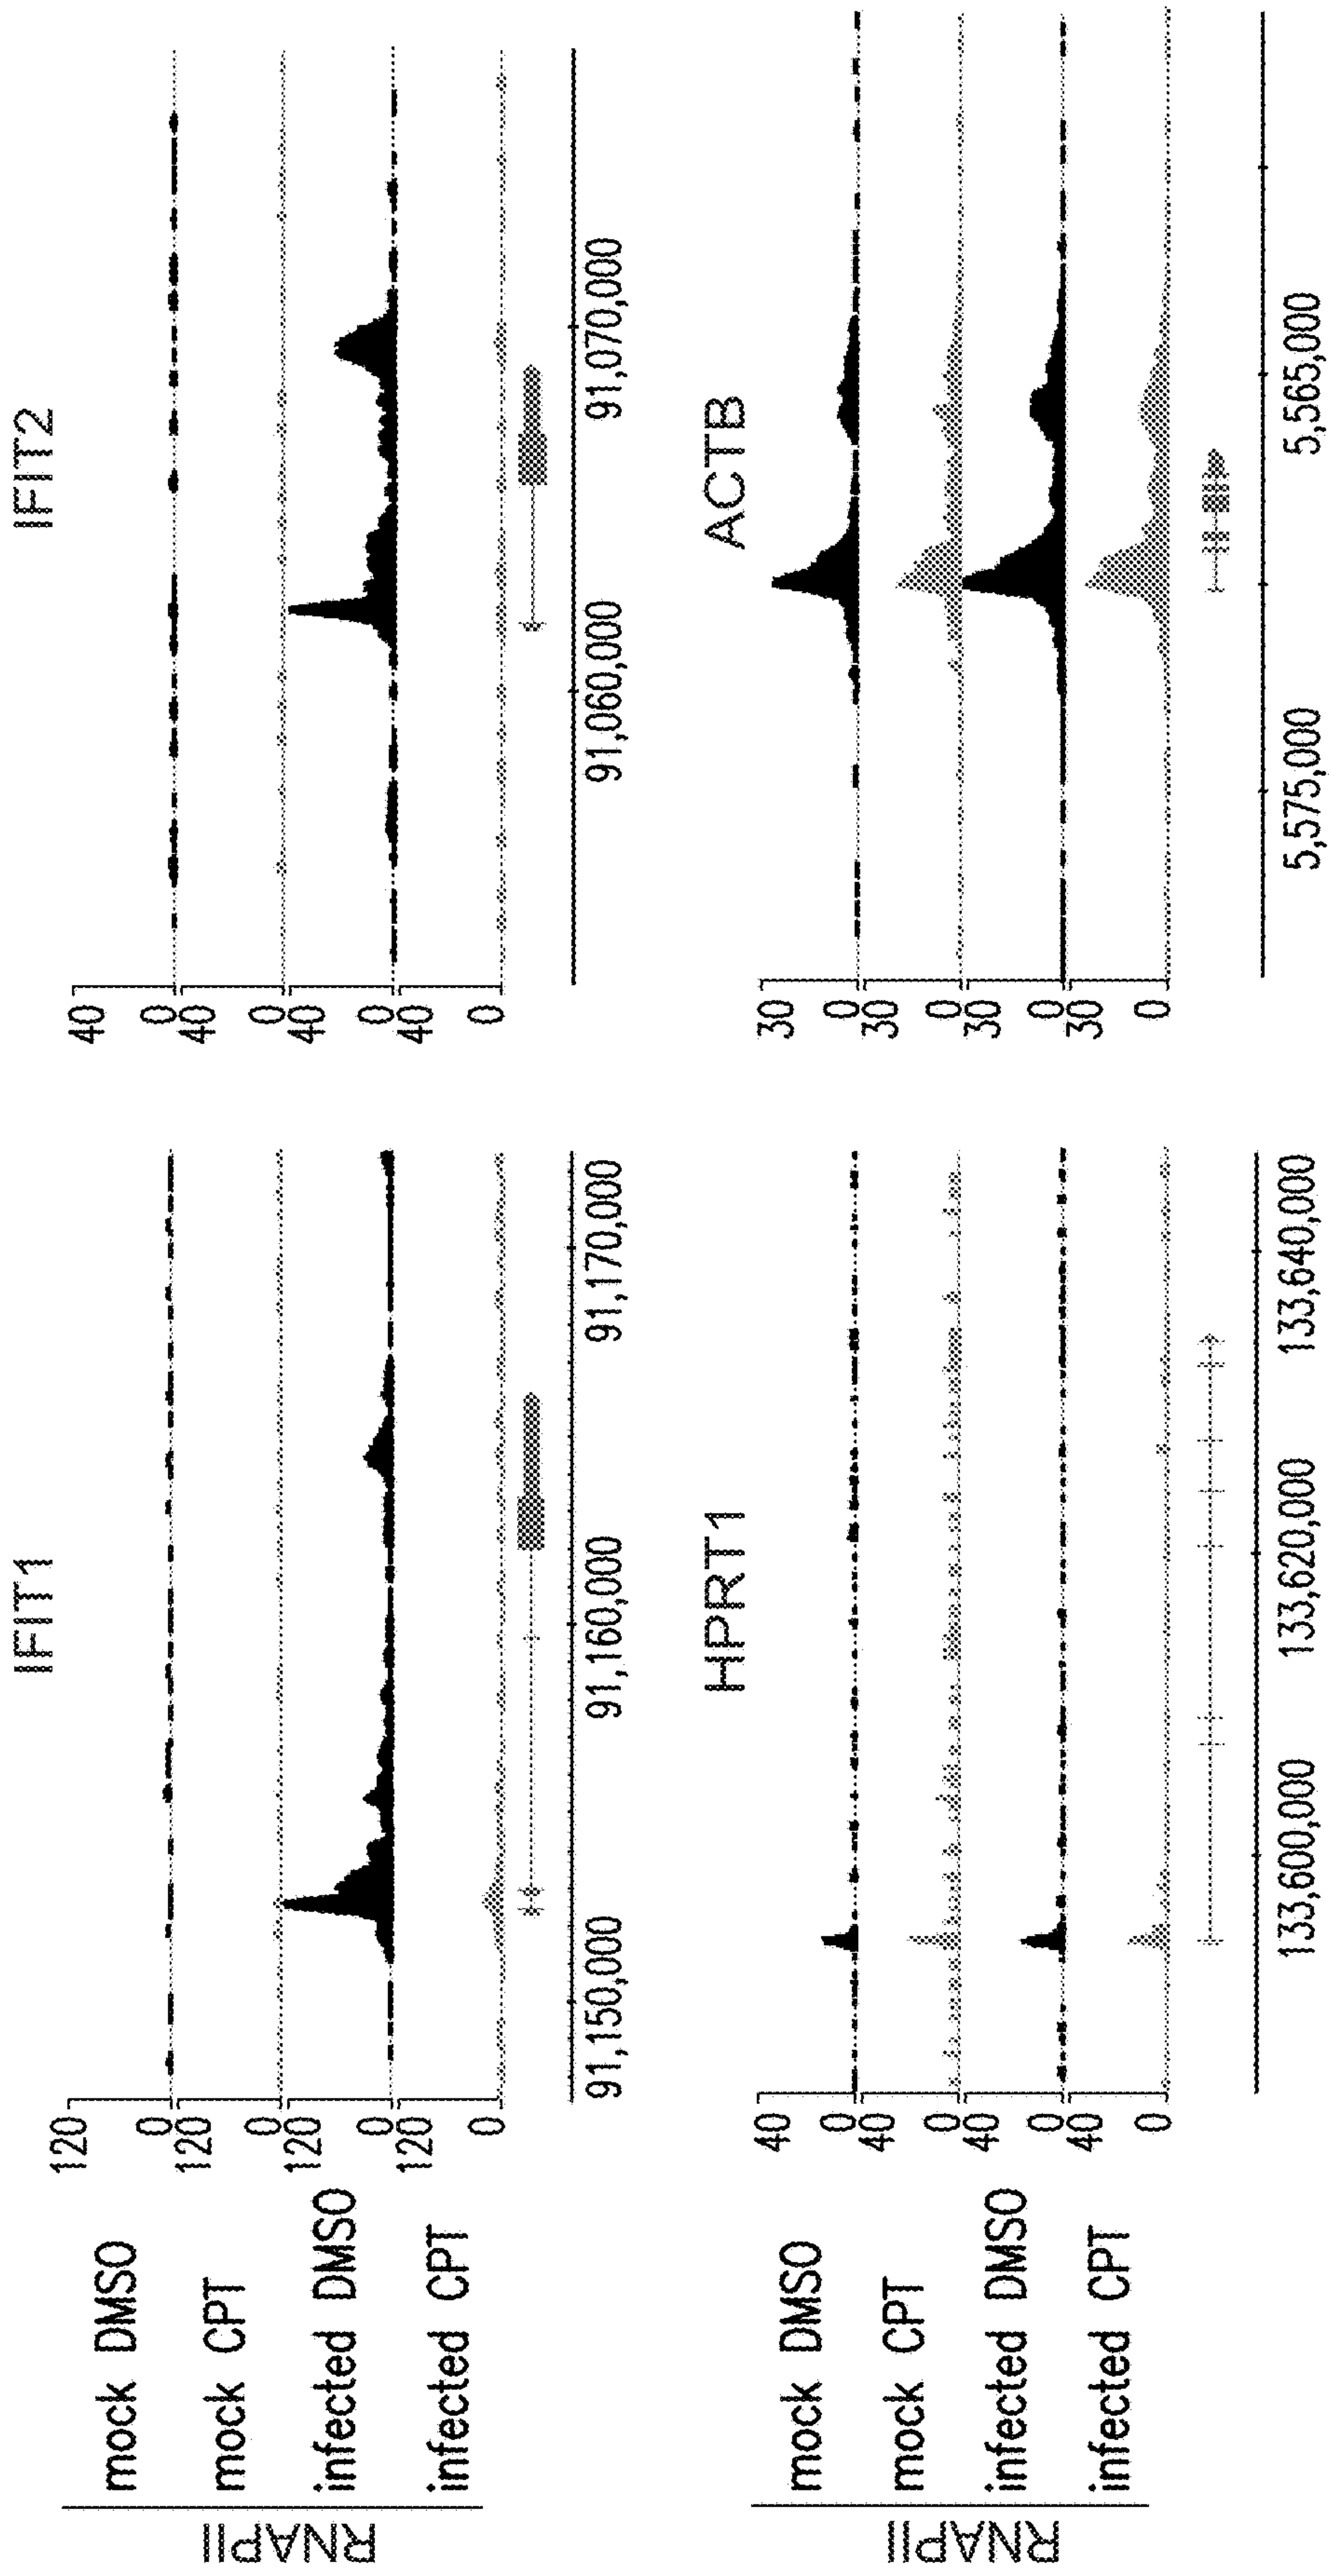 IFIT1
120
0
120
0
120
0
120
0
RNAPII
mock DMSO
mock CPT
infected DMSO
infected CPT
91,150,000 91,160,000 91,170,000
IFIT2
40
0
40
0
40
0
40
0
91,060,000 91,070,000
HPRT1
40
0
40
0
40
0
40
0
RNAPII
mock DMSO
mock CPT
infected DMSO
infected CPT
133,600,000 133,620,000 133,640,000
ACTB
30
0
30
0
30
0
30
0
5,575,000 5,565,000